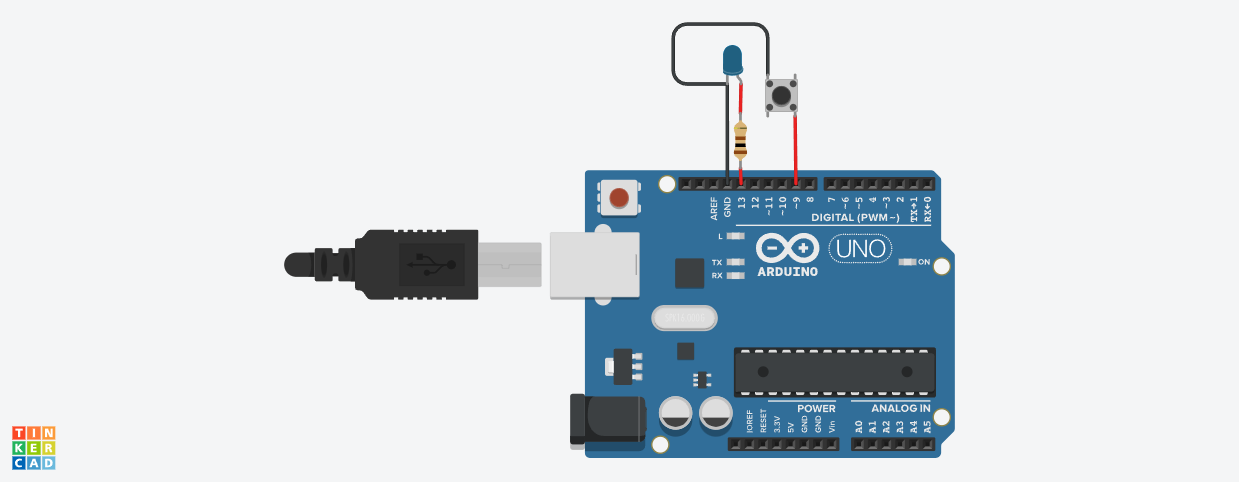 AREF
GND
13
12
~11
~10
~9
8
7
~6
~5
4
~3
2
TX→1
RX←0
DIGITAL (PWM~)
L
TX
RX
ARDUINO
UNO
ON
POWER
ANALOG IN
IOREF
RESET
3.3V
5V
GND
GND
Vin
A0
A1
A2
A3
A4
A5
TIN
KER
CAD